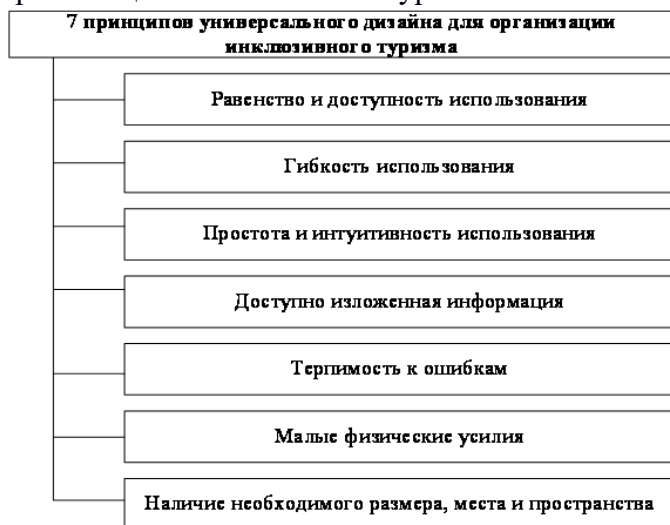 7 принципов универсального дизайна для организации
инклюзивного туризма
Равенство и доступность использования
Гибкость использования
Простота и интуитивность использования
Доступно изложенная информация
Терпимость к ошибкам
Малые физические усилия
Наличие необходимого размера, места и пространства